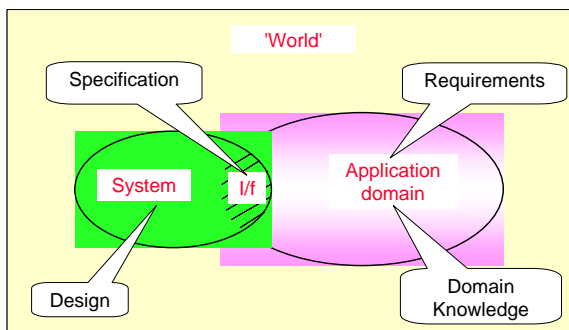 'World'
Specification
Requirements
System
I/f
Application
domain
Design
Domain
Knowledge